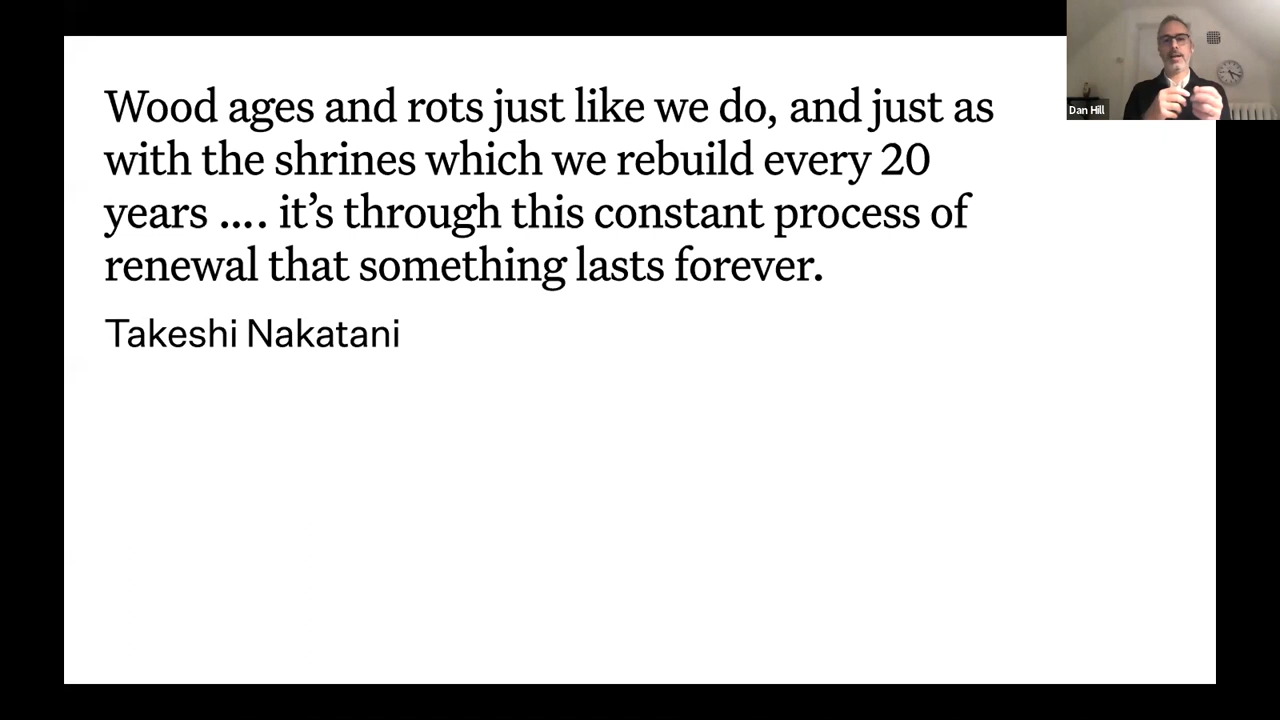 Wood ages and rots just like we do, and just as
with the shrines which we rebuild every 20
years .... it’s through this constant process of
renewal that something lasts forever.
Takeshi Nakatani
Dan Hill